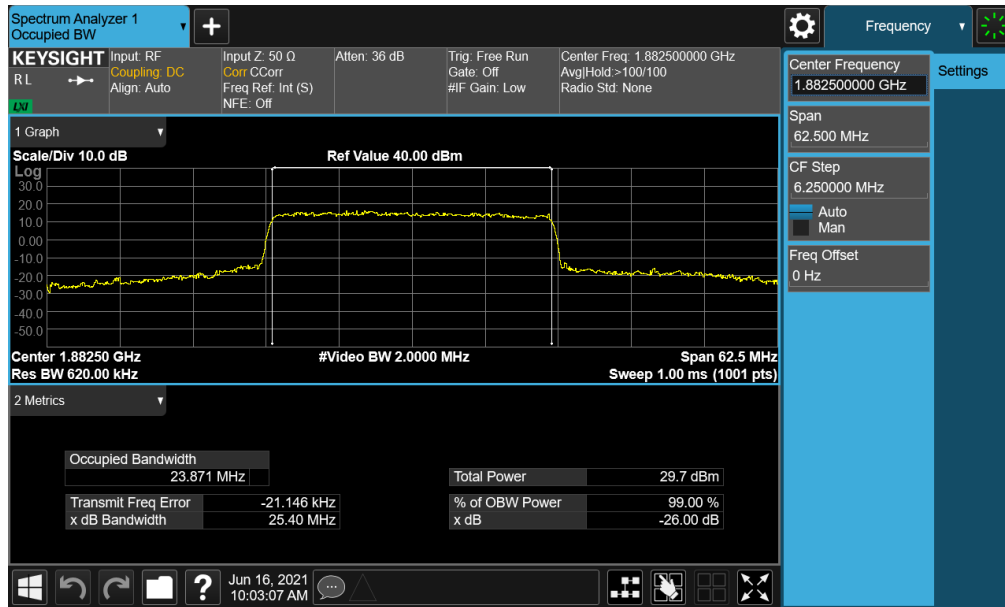 Spectrum Analyzer 1
Occupied BW
Frequency
KEYSIGHT
R L
LXI
Input: RF
Coupling: DC
Align: Auto
Input Z: 50 Ω
Corr CCorr
Freq Ref: Int (S)
NFE: Off
Atten: 36 dB
Trig: Free Run
Gate: Off
#IF Gain: Low
Center Freq: 1.882500000 GHz
Avg|Hold:>100/100
Radio Std: None
Center Frequency
1.882500000 GHz
Settings
Span
62.500 MHz
CF Step
6.250000 MHz
Auto
Man
Freq Offset
0 Hz
1 Graph
Scale/Div 10.0 dB
Ref Value 40.00 dBm
Log
30.0
20.0
10.0
0.00
-10.0
-20.0
-30.0
-40.0
-50.0
Center 1.88250 GHz
#Video BW 2.0000 MHz
Span 62.5 MHz
Res BW 620.00 kHz
Sweep 1.00 ms (1001 pts)
2 Metrics
Occupied Bandwidth
23.871 MHz
Total Power 29.7 dBm
Transmit Freq Error -21.146 kHz
% of OBW Power 99.00 %
x dB Bandwidth 25.40 MHz
x dB -26.00 dB
?
Jun 16, 2021
10:03:07 AM